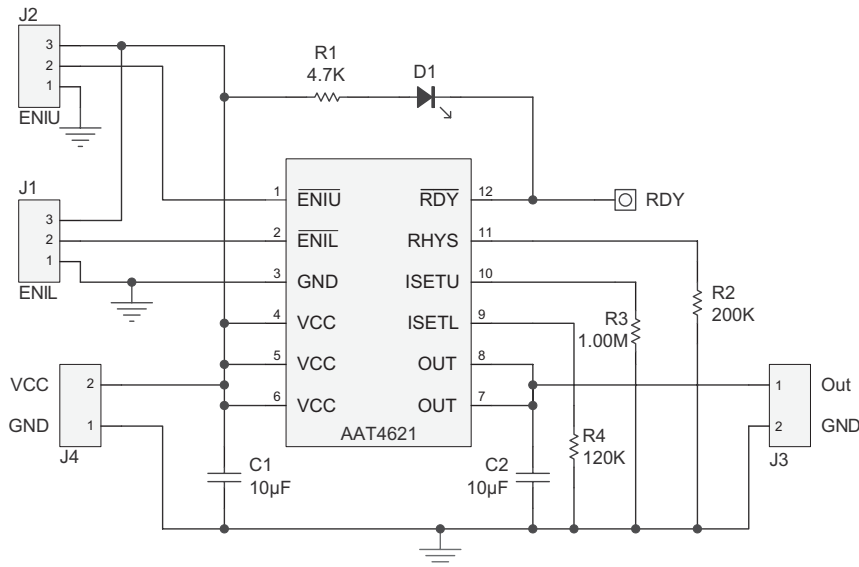 J2
3
2
1
ENIU
R1
4.7K
D1
J1
3
2
1
ENIL
1 ENIU RDY 12
RDY
2 ENIL RHYS 11
3 GND ISETU 10
4 VCC ISETL 9
5 VCC OUT 8
6 VCC OUT 7
AAT4621
R2
200K
R3
1.00M
R4
120K
VCC 2
GND 1
J4
C1
10µF
C2
10µF
1 Out
2 GND
J3